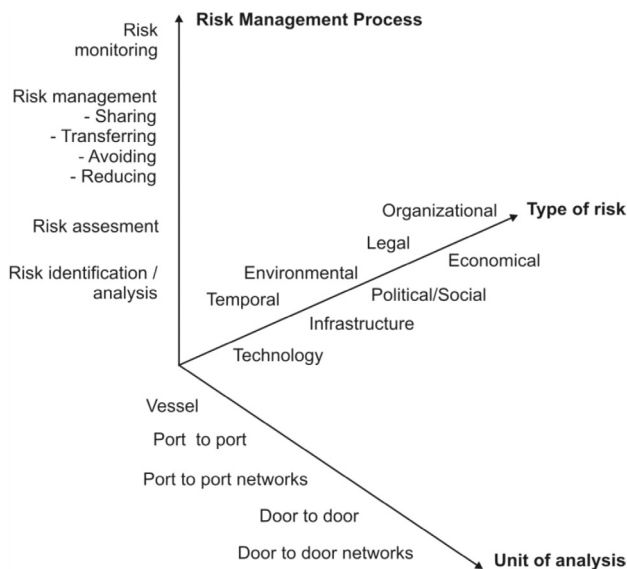 Risk Management Process
Risk
monitoring
Risk management
- Sharing
- Transferring
- Avoiding
- Reducing
Risk assesment
Risk identification /
analysis
Organizational
Type of risk
Legal
Economical
Environmental
Political/Social
Temporal
Infrastructure
Technology
Vessel
Port to port
Port to port networks
Door to door
Door to door networks
Unit of analysis